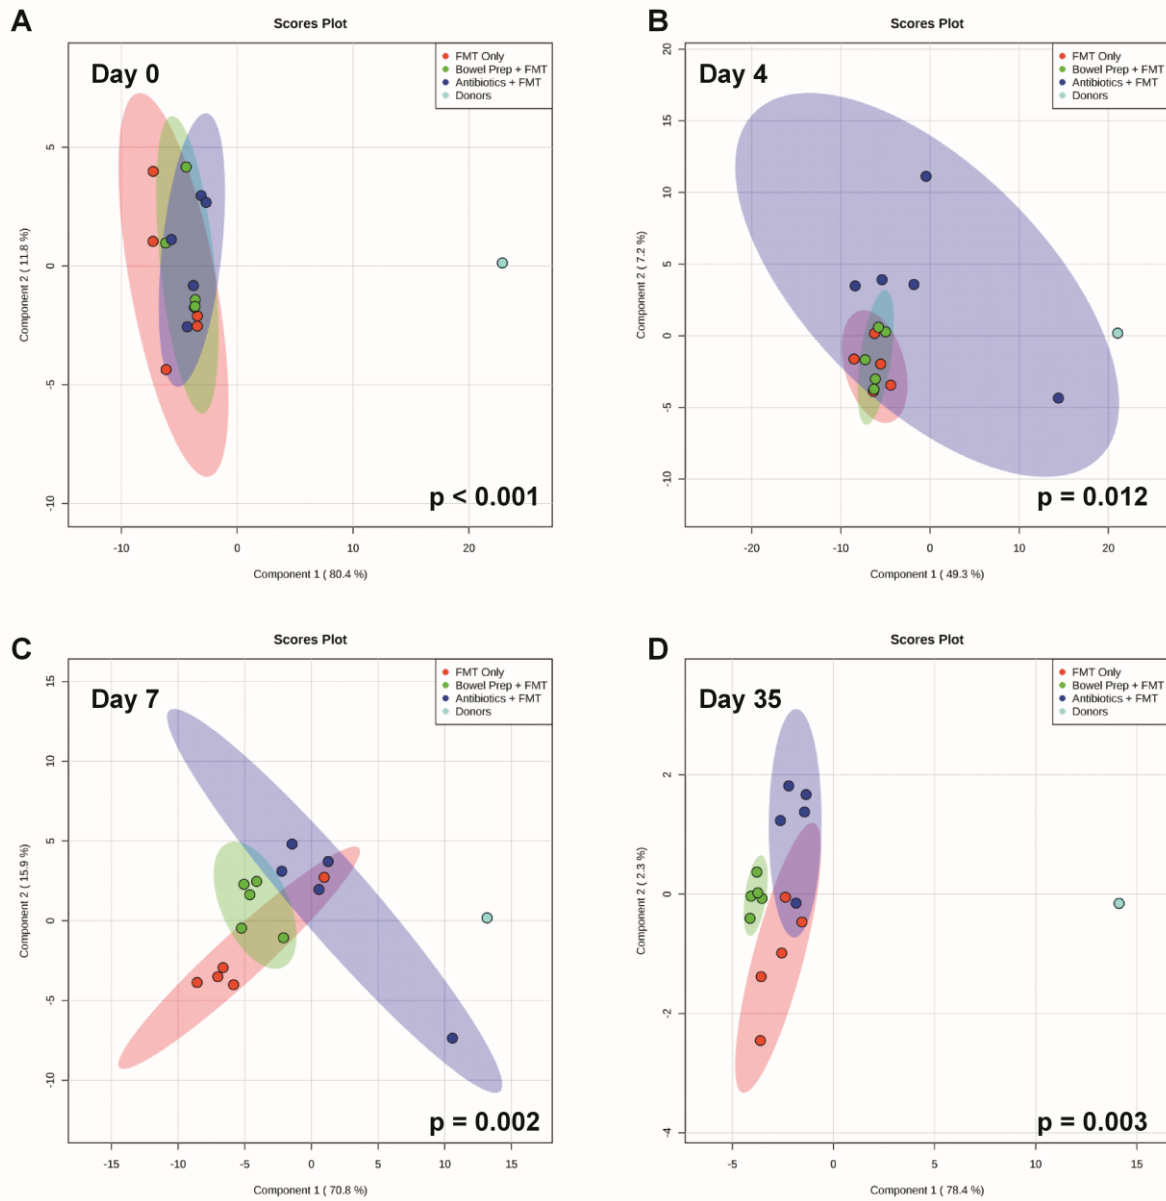 A
Scores Plot
Day 0
FMT Only
Bowel Prep + FMT
Antibiotics + FMT
Donors
5
0
-5
-10
Component 2 ( 11.8 %)
p < 0.001
-10 0 10 20
Component 1 ( 80.4 %)
B
Scores Plot
Day 4
FMT Only
Bowel Prep + FMT
Antibiotics + FMT
Donors
20
15
10
5
0
-5
-10
Component 2 ( 7.2 %)
p = 0.012
-20 -10 0 10 20
Component 1 ( 49.3 %)
C
Scores Plot
Day 7
FMT Only
Bowel Prep + FMT
Antibiotics + FMT
Donors
15
10
5
0
-5
-10
Component 2 ( 15.9 %)
p = 0.002
-15 -10 -5 0 5 10 15
Component 1 ( 70.8 %)
D
Scores Plot
Day 35
FMT Only
Bowel Prep + FMT
Antibiotics + FMT
Donors
2
0
-2
-4
Component 2 ( 2.3 %)
p = 0.003
-5 0 5 10 15
Component 1 ( 78.4 %)